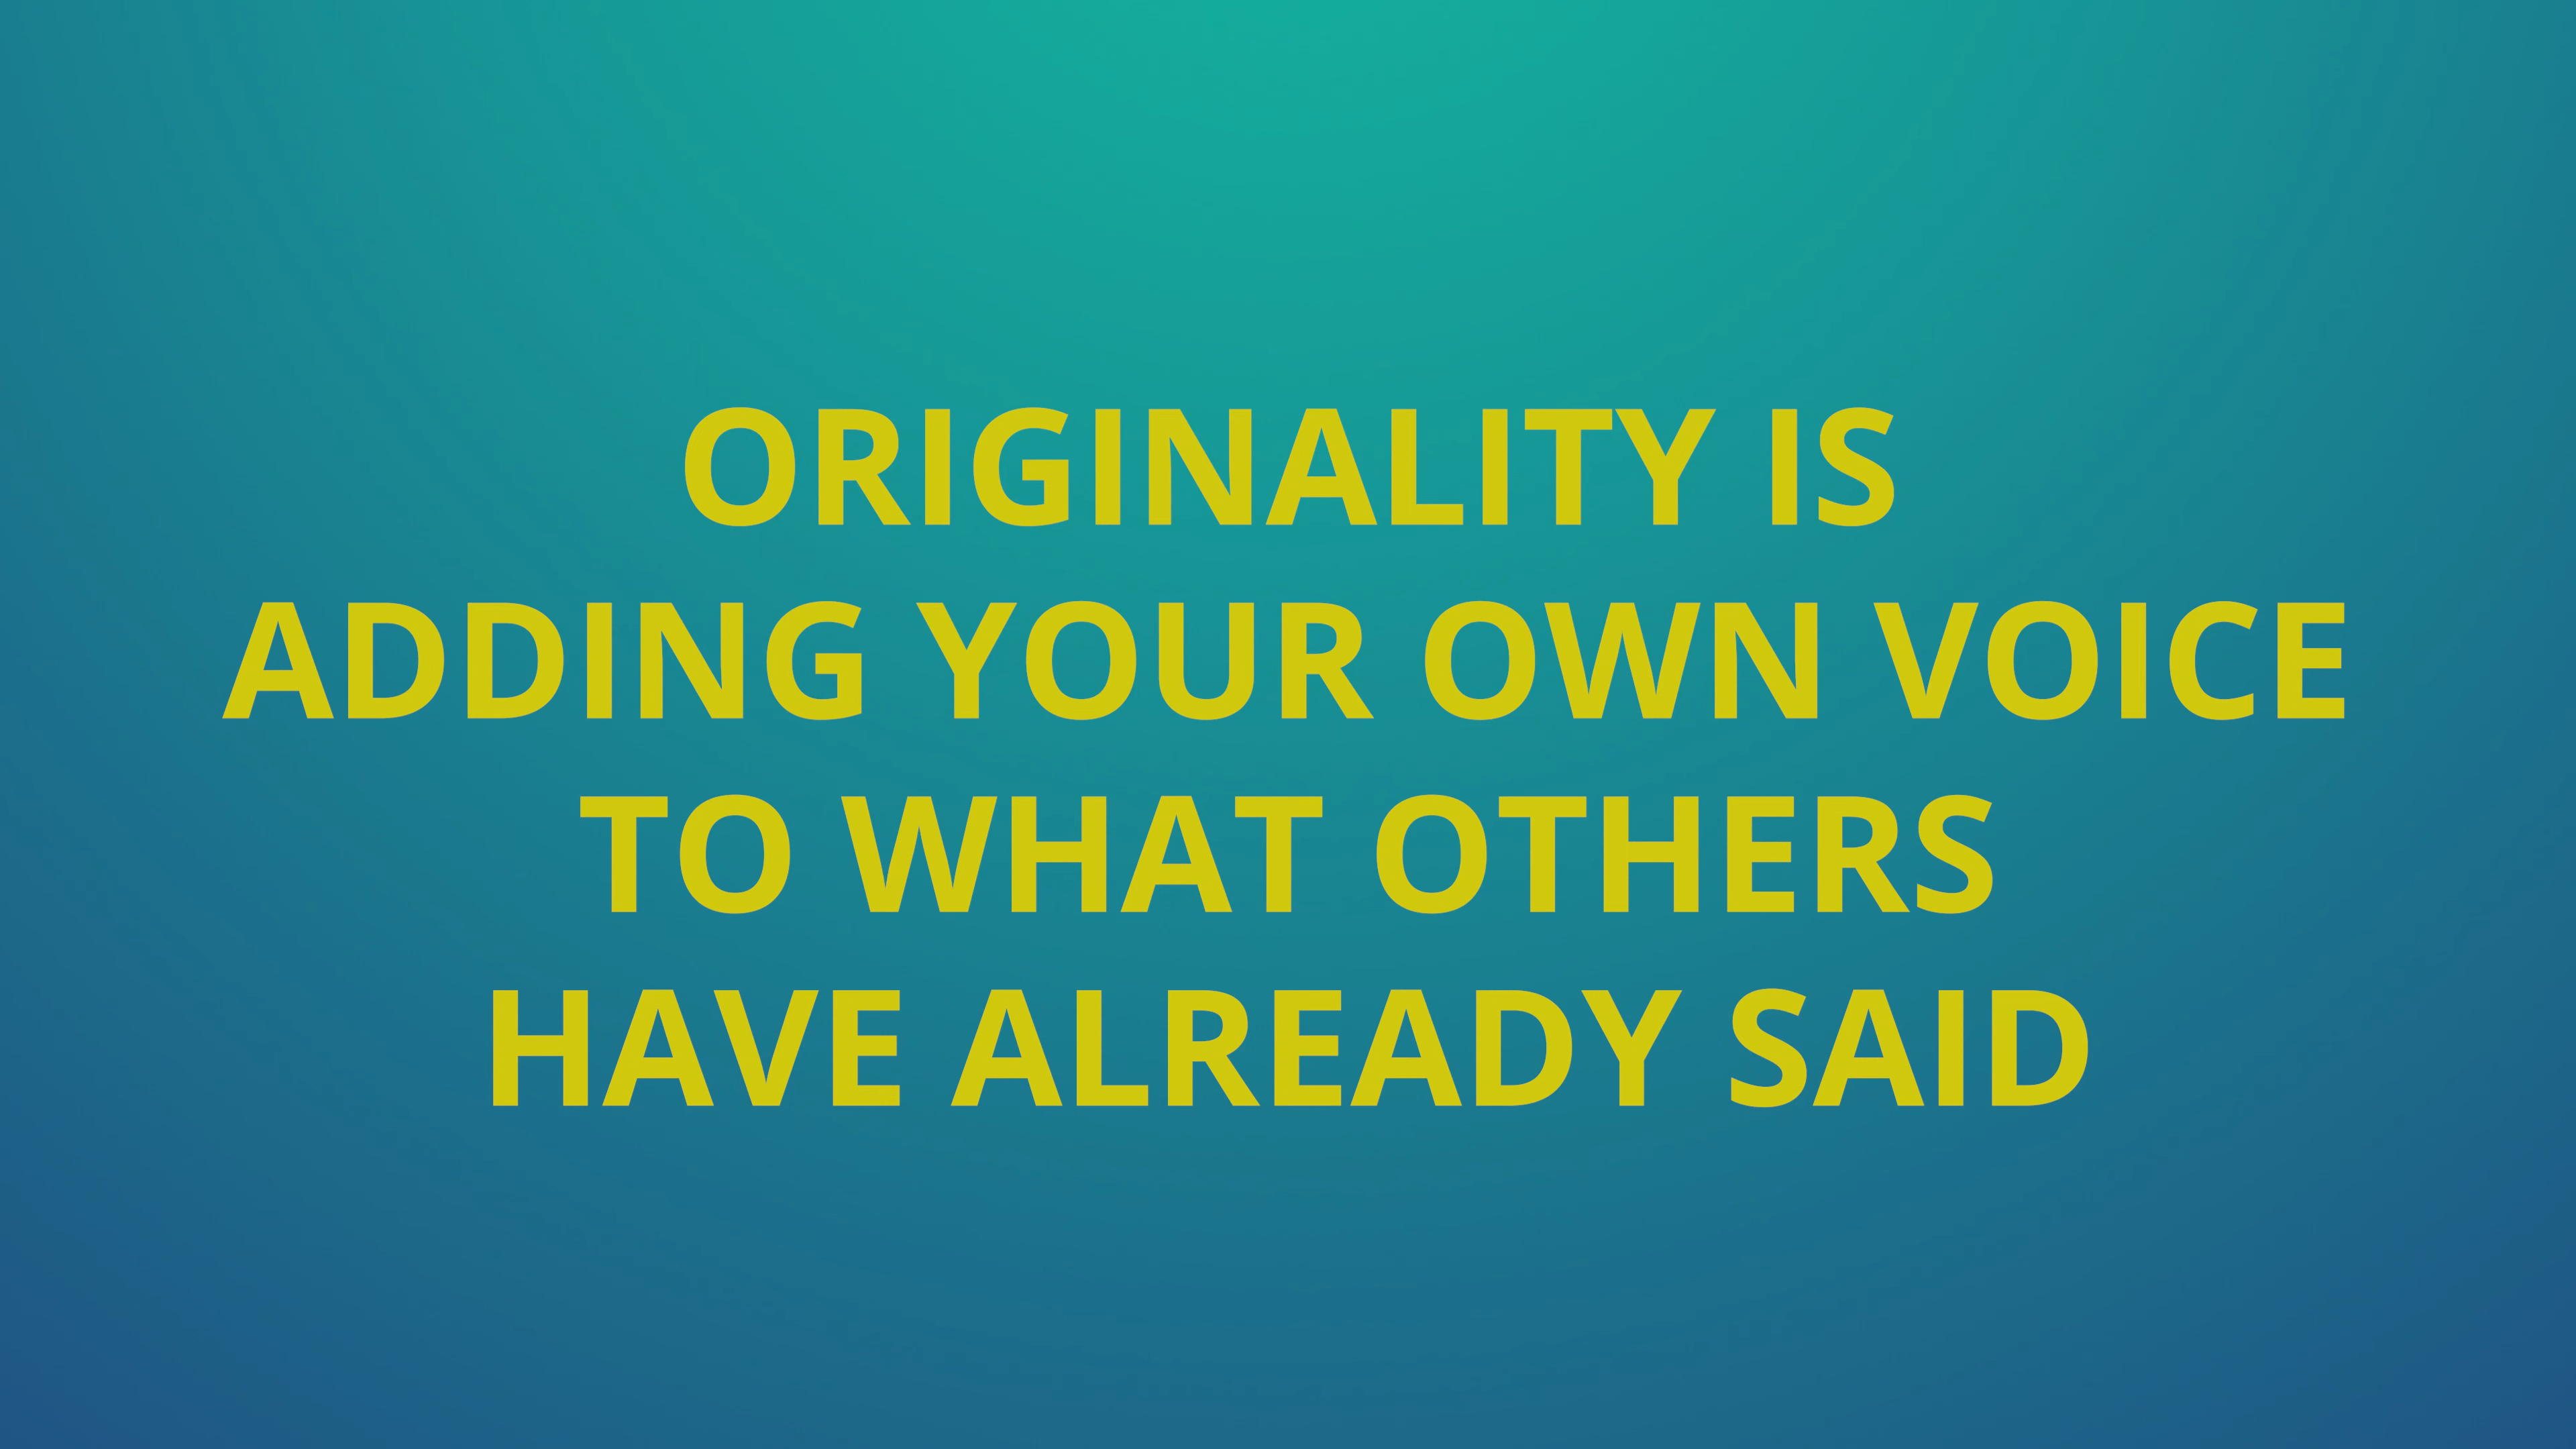 ORIGINALITY IS
ADDING YOUR OWN VOICE
TO WHAT OTHERS
HAVE ALREADY SAID